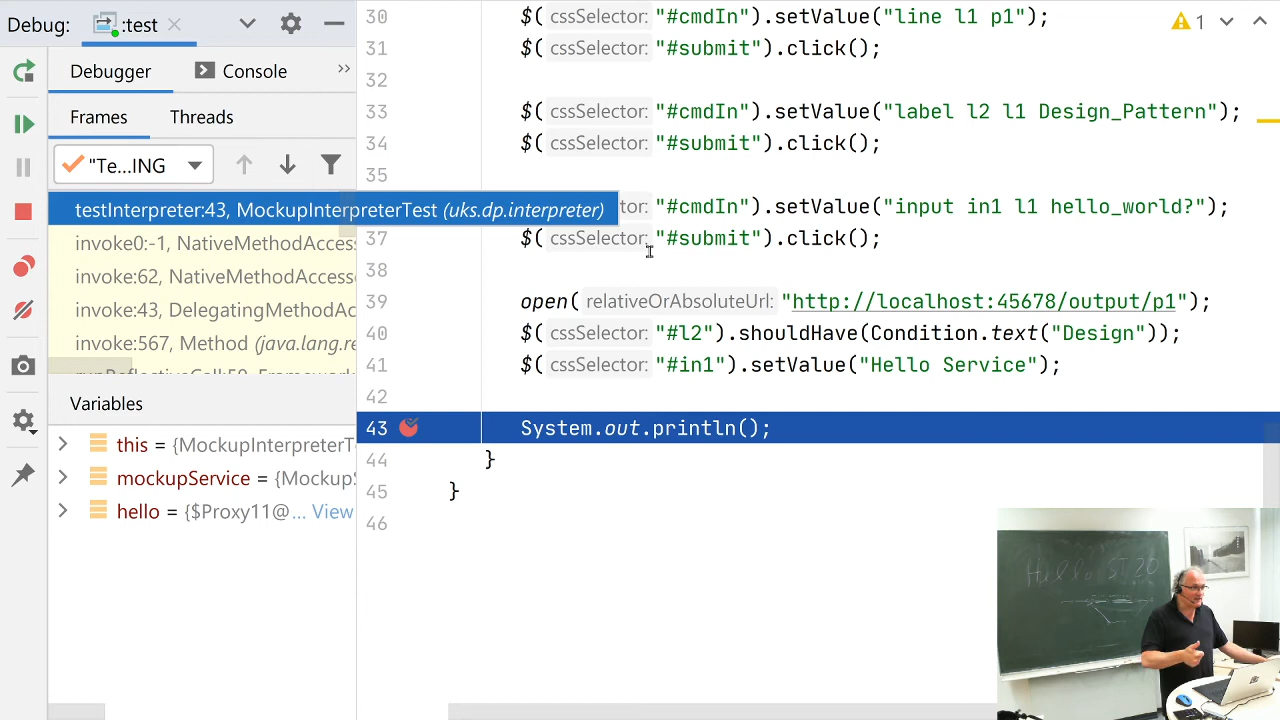 Debug: :test
Debugger Console »
Frames Threads
"Te...ING
testInterpreter:43, MockupInterpreterTest (uks.dp.interpreter)
invoke0:-1, NativeMethodAccess
invoke:62, NativeMethodAccess
invoke:43, DelegatingMethodAc
invoke:567, Method (java.lang.re
Variables
this = {MockupInterpreterT
mockupService = {Mockup
hello = {$Proxy11@... View
1
30 $( cssSelector: "#cmdIn").setValue("line l1 p1");
31 $( cssSelector: "#submit").click();
32
33 $( cssSelector: "#cmdIn").setValue("label l2 l1 Design_Pattern");
34 $( cssSelector: "#submit").click();
35
tor: "#cmdIn").setValue("input in1 l1 hello_world?");
37 $( cssSelector: "#submit").click();
38
39 open( relativeOrAbsoluteUrl: "http://localhost:45678/output/p1");
40 $( cssSelector: "#l2").shouldHave(Condition.text("Design"));
41 $( cssSelector: "#in1").setValue("Hello Service");
42
43 System.out.println();
44 }
45 }
46
Hello